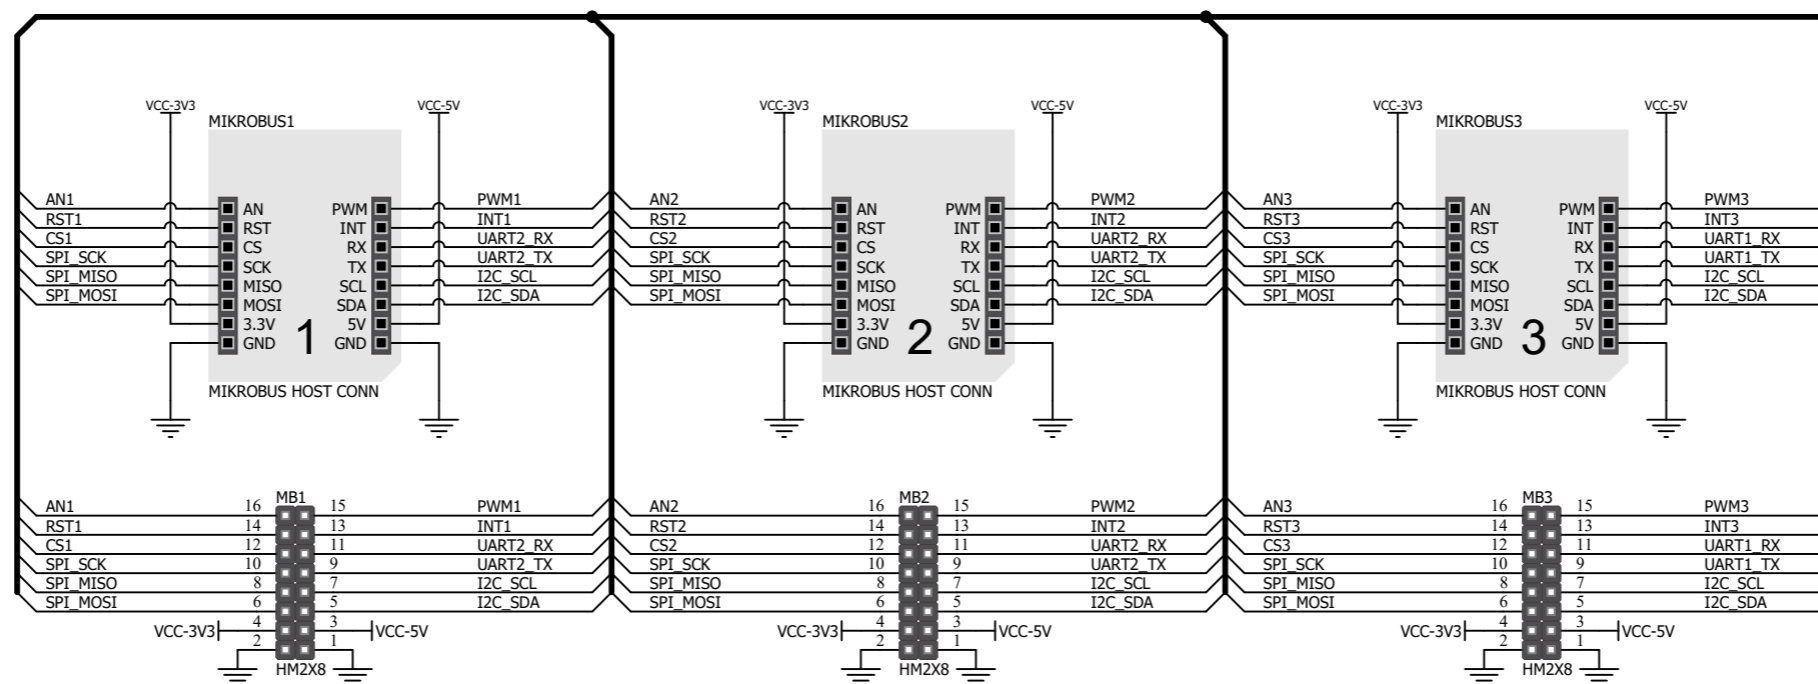 VCC-3V3 VCC-5V VCC-3V3 VCC-5V VCC-3V3 VCC-5V
MIKROBUS1 MIKROBUS2 MIKROBUS3
AN1 AN PWM PWM1 AN2 AN PWM PWM2 AN3 AN PWM PWM3
RST1 RST INT INT1 RST2 RST INT INT2 RST3 RST INT INT3
CS1 CS RX UART2_RX CS2 CS RX UART2_RX CS3 CS RX UART1_RX
SPI_SCK SCK TX UART2_TX SPI_SCK SCK TX UART2_TX SPI_SCK SCK TX UART1_TX
SPI_MISO MISO SCL I2C_SCL SPI_MISO MISO SCL I2C_SCL SPI_MISO MISO SCL I2C_SCL
SPI_MOSI MOSI SDA I2C_SDA SPI_MOSI MOSI SDA I2C_SDA SPI_MOSI MOSI SDA I2C_SDA
3.3V 5V 3.3V 5V 3.3V 5V
GND 1 GND GND 2 GND GND 3 GND
MIKROBUS HOST CONN MIKROBUS HOST CONN MIKROBUS HOST CONN
MB1 MB2 MB3
AN1 16 15 PWM1 AN2 16 15 PWM2 AN3 16 15 PWM3
RST1 14 13 INT1 RST2 14 13 INT2 RST3 14 13 INT3
CS1 12 11 UART2_RX CS2 12 11 UART2_RX CS3 12 11 UART1_RX
SPI_SCK 10 9 UART2_TX SPI_SCK 10 9 UART2_TX SPI_SCK 10 9 UART1_TX
SPI_MISO 8 7 I2C_SCL SPI_MISO 8 7 I2C_SCL SPI_MISO 8 7 I2C_SCL
SPI_MOSI 6 5 I2C_SDA SPI_MOSI 6 5 I2C_SDA SPI_MOSI 6 5 I2C_SDA
VCC-3V3 4 3 VCC-5V VCC-3V3 4 3 VCC-5V VCC-3V3 4 3 VCC-5V
2 1 2 1 2 1
HM2X8 HM2X8 HM2X8